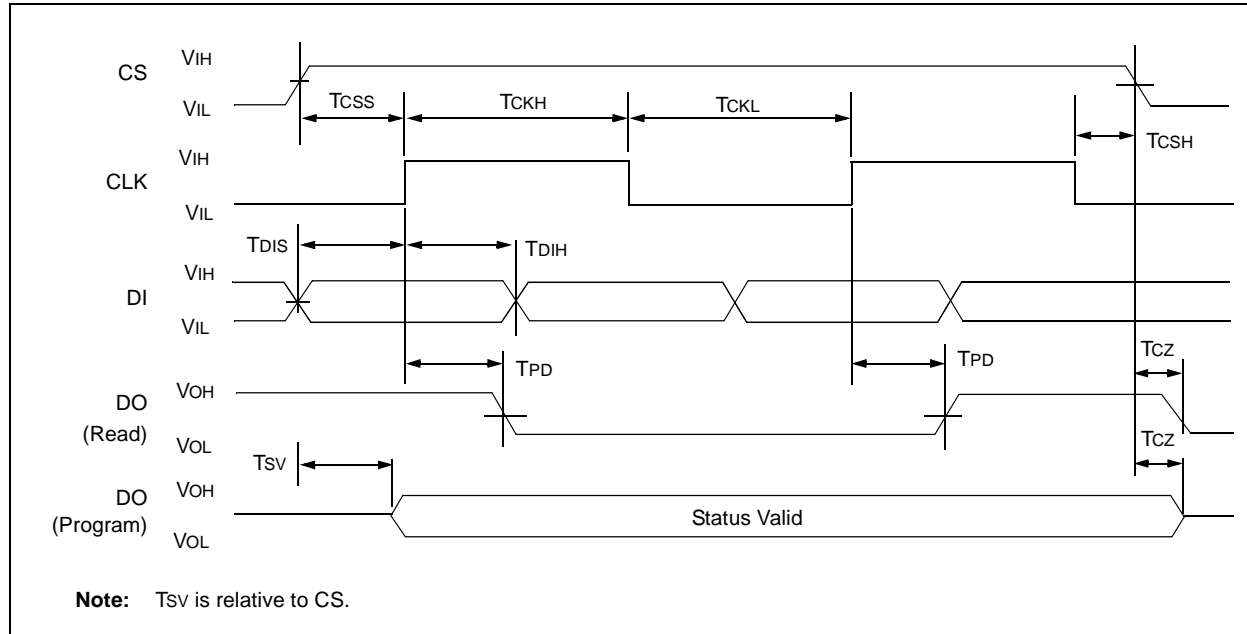 CS
VIH
VIL
TCSS
TCKH
TCKL
TCSH
CLK
VIH
VIL
TDIS
TDIH
DI
VIH
VIL
TPD
TPD
TCZ
DO
(Read)
VOH
VOL
TCZ
TSV
DO
(Program)
VOH
VOL
Status Valid
Note: TSV is relative to CS.